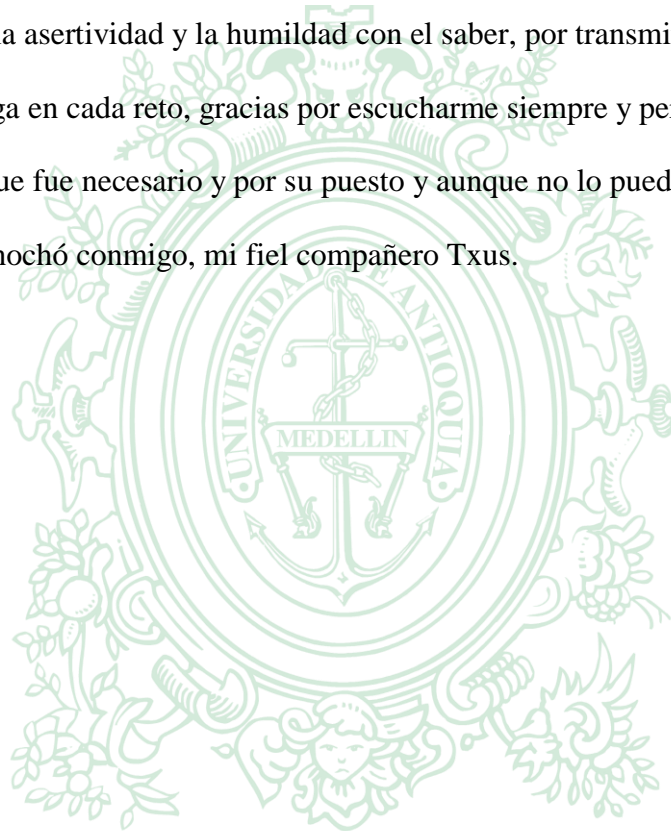 la asertividad y la humildad con el saber, por transmi
ga en cada reto, gracias por escucharme siempre y pe
ue fue necesario y por su puesto y aunque no lo pued
nochó conmigo, mi fiel compañero Txus.
UNIVERSIDAD DE ANTIOQUIA
MEDELLIN